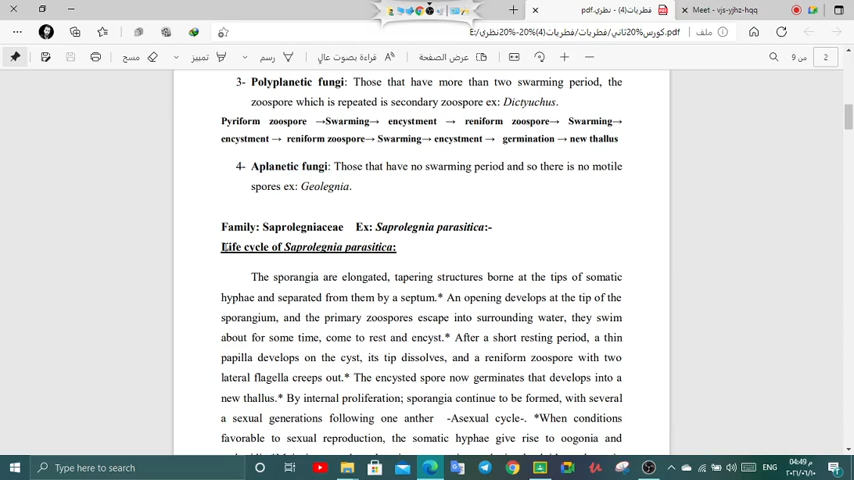 فطريات(4) - نظري.pdf
Meet - vjs-yjhz-hqq
ملف
قراءة بصوت عالٍ
عرض الصفحة
تمييز
مسح
2
من 9
3- Polyplanetic fungi: Those that have more than two swarming period, the
zoospore which is repeated is secondary zoospore ex: Dictyuchus.
Pyriform zoospore →Swarming→ encystment → reniform zoospore→ Swarming→
encystment → reniform zoospore→ Swarming→ encystment → germination → new thallus
4- Aplanetic fungi: Those that have no swarming period and so there is no motile
spores ex: Geolegnia.
Family: Saprolegniaceae Ex: Saprolegnia parasitica:-
Life cycle of Saprolegnia parasitica:
The sporangia are elongated, tapering structures borne at the tips of somatic
hyphae and separated from them by a septum.* An opening develops at the tip of the
sporangium, and the primary zoospores escape into surrounding water, they swim
about for some time, come to rest and encyst.* After a short resting period, a thin
papilla develops on the cyst, its tip dissolves, and a reniform zoospore with two
lateral flagella creeps out.* The encysted spore now germinates that develops into a
new thallus.* By internal proliferation; sporangia continue to be formed, with several
a sexual generations following one anther -Asexual cycle-. *When conditions
favorable to sexual reproduction, the somatic hyphae give rise to oogonia and
Type here to search
ENG
04:49 م